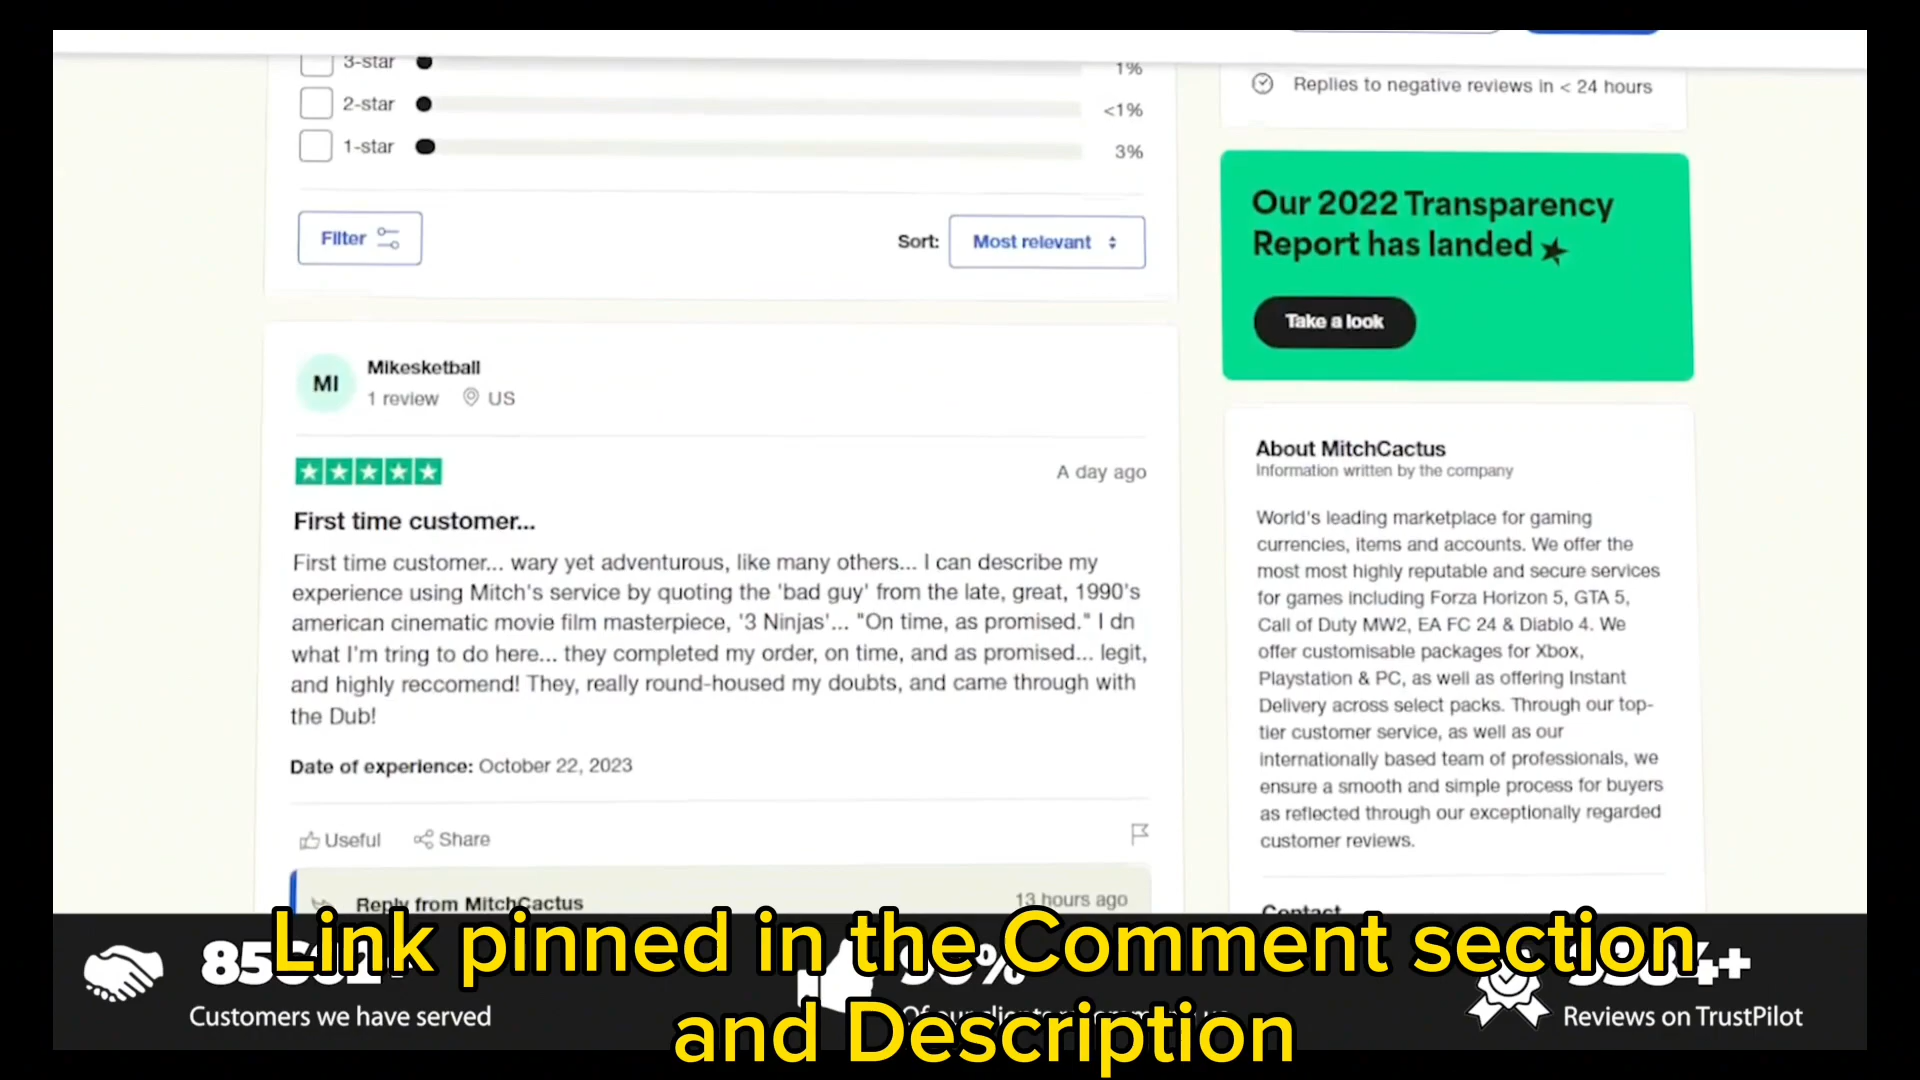 3-star 1%
2-star <1%
1-star 3%
Filter
Sort: Most relevant
MI
Mikesketball
1 review US
A day ago
First time customer...
First time customer... wary yet adventurous, like many others... I can describe my
experience using Mitch's service by quoting the 'bad guy' from the late, great, 1990's
american cinematic movie film masterpiece, '3 Ninjas'... "On time, as promised." I dn
what I'm tring to do here... they completed my order, on time, and as promised... legit,
and highly reccomend! They, really round-housed my doubts, and came through with
the Dub!
Date of experience: October 22, 2023
Useful Share
Reply from MitchCactus 13 hours ago
Replies to negative reviews in < 24 hours
Our 2022 Transparency
Report has landed
Take a look
About MitchCactus
Information written by the company
World's leading marketplace for gaming
currencies, items and accounts. We offer the
most most highly reputable and secure services
for games including Forza Horizon 5, GTA 5,
Call of Duty MW2, EA FC 24 & Diablo 4. We
offer customisable packages for Xbox,
Playstation & PC, as well as offering Instant
Delivery across select packs. Through our top-
tier customer service, as well as our
internationally based team of professionals, we
ensure a smooth and simple process for buyers
as reflected through our exceptionally regarded
customer reviews.
Contact
Link pinned in the Comment section
and Description
Customers we have served
Reviews on TrustPilot